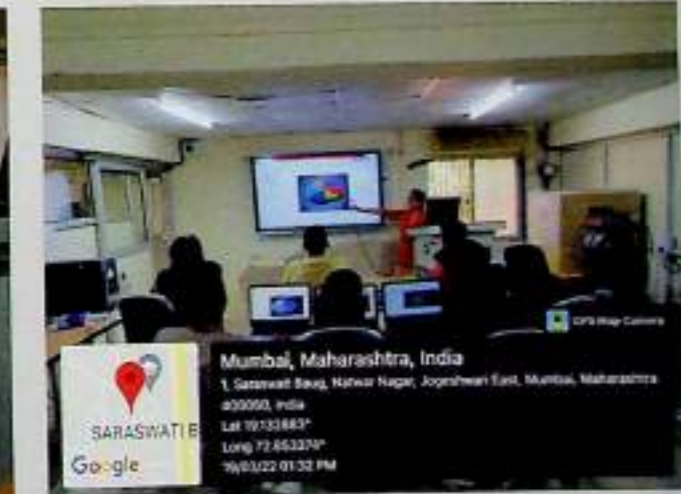 GPS Map Camera
Mumbai, Maharashtra, India
1, Saraswati Baug, Natwar Nagar, Jogeshwari East, Mumbai, Maharashtra
400060, India
Lat 19.132883°
Long 72.853374°
19/03/22 01:32 PM
SARASWATI B
Google